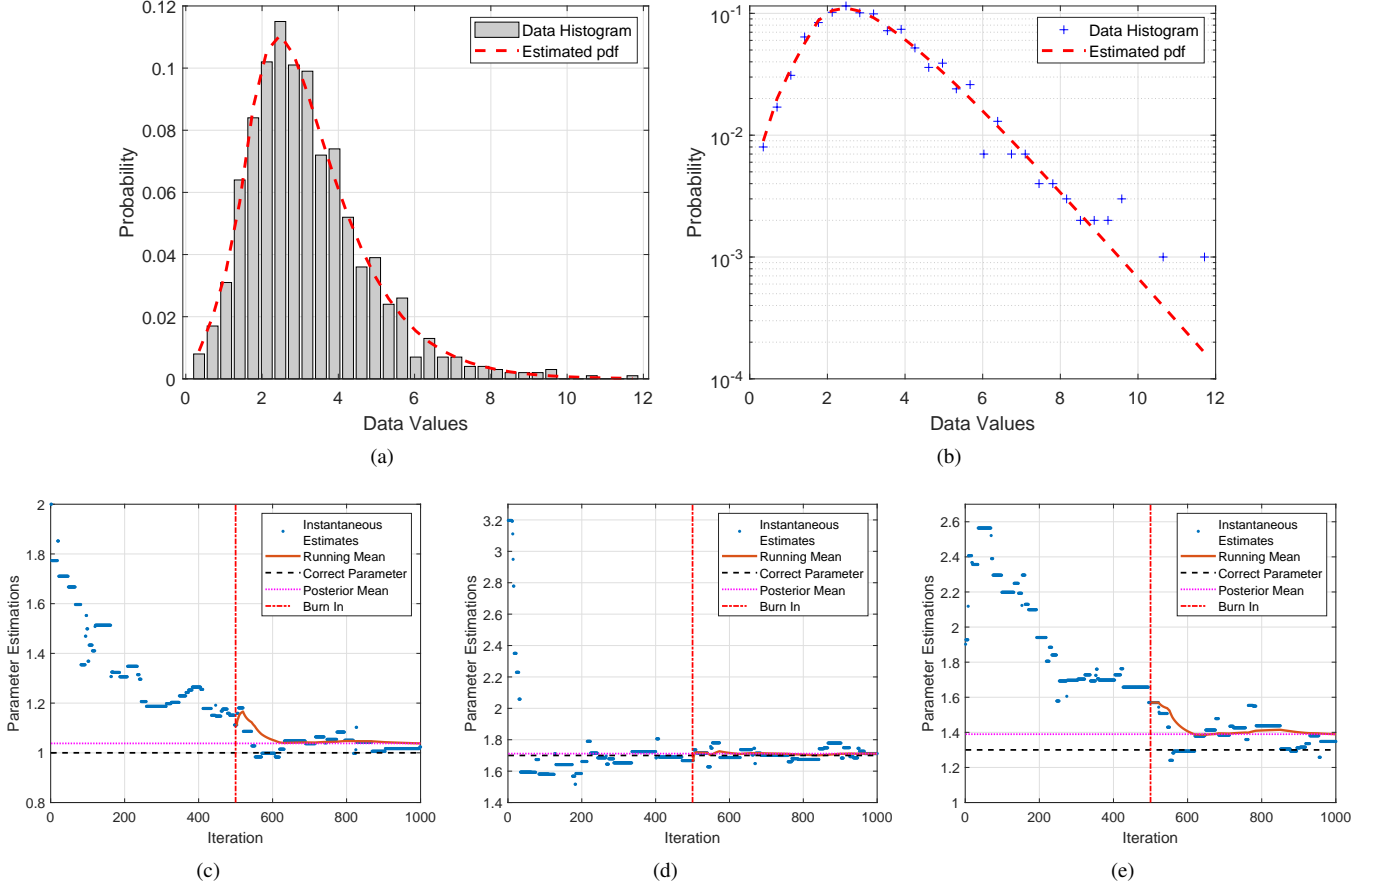 0.12
0.1
0.08
0.06
0.04
0.02
0
Probability
Data Histogram
Estimated pdf
0 2 4 6 8 10 12
Data Values
(a)
10-1
10-2
10-3
10-4
Probability
Data Histogram
Estimated pdf
0 2 4 6 8 10 12
Data Values
(b)
2
1.8
1.6
1.4
1.2
1
0.8
Parameter Estimations
Instantaneous
Estimates
Running Mean
Correct Parameter
Posterior Mean
Burn In
0 200 400 600 800 1000
Iteration
(c)
3.2
3
2.8
2.6
2.4
2.2
2
1.8
1.6
1.4
Parameter Estimations
Instantaneous
Estimates
Running Mean
Correct Parameter
Posterior Mean
Burn In
0 200 400 600 800 1000
Iteration
(d)
2.6
2.4
2.2
2
1.8
1.6
1.4
1.2
1
Parameter Estimations
Instantaneous
Estimates
Running Mean
Correct Parameter
Posterior Mean
Burn In
0 200 400 600 800 1000
Iteration
(e)